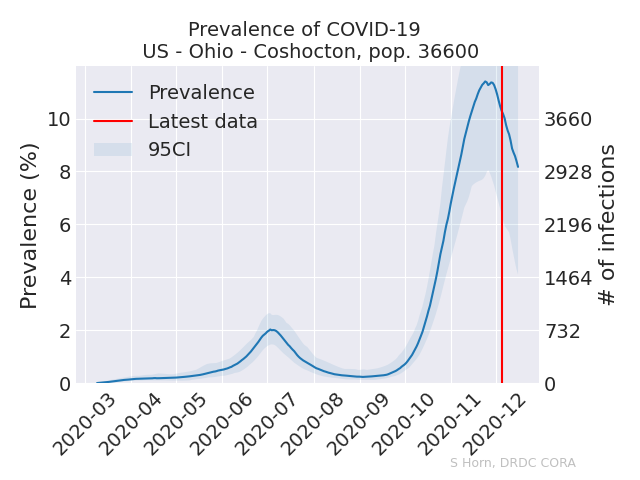 Prevalence of COVID-19
US - Ohio - Coshocton, pop. 36600
Prevalence
Latest data
95CI
Prevalence (%)
10
8
6
4
2
0
3660
2928
2196
1464
732
0
# of infections
2020-03
2020-04
2020-05
2020-06
2020-07
2020-08
2020-09
2020-10
2020-11
2020-12
S Horn, DRDC CORA